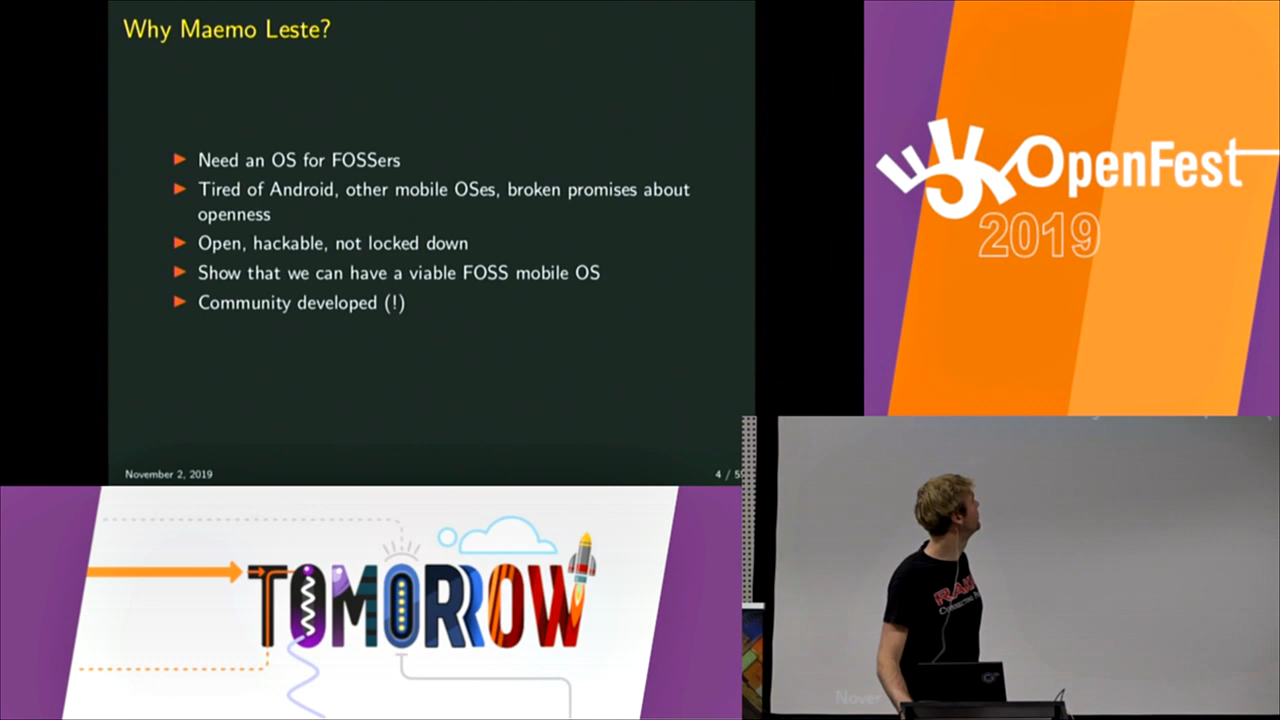 Why Maemo Leste?
Need an OS for FOSSers
Tired of Android, other mobile OSes, broken promises about
openness
Open, hackable, not locked down
Show that we can have a viable FOSS mobile OS
Community developed (!)
November 2, 2019
4 / 5
OpenFest
2019
TOMORROW
Nover